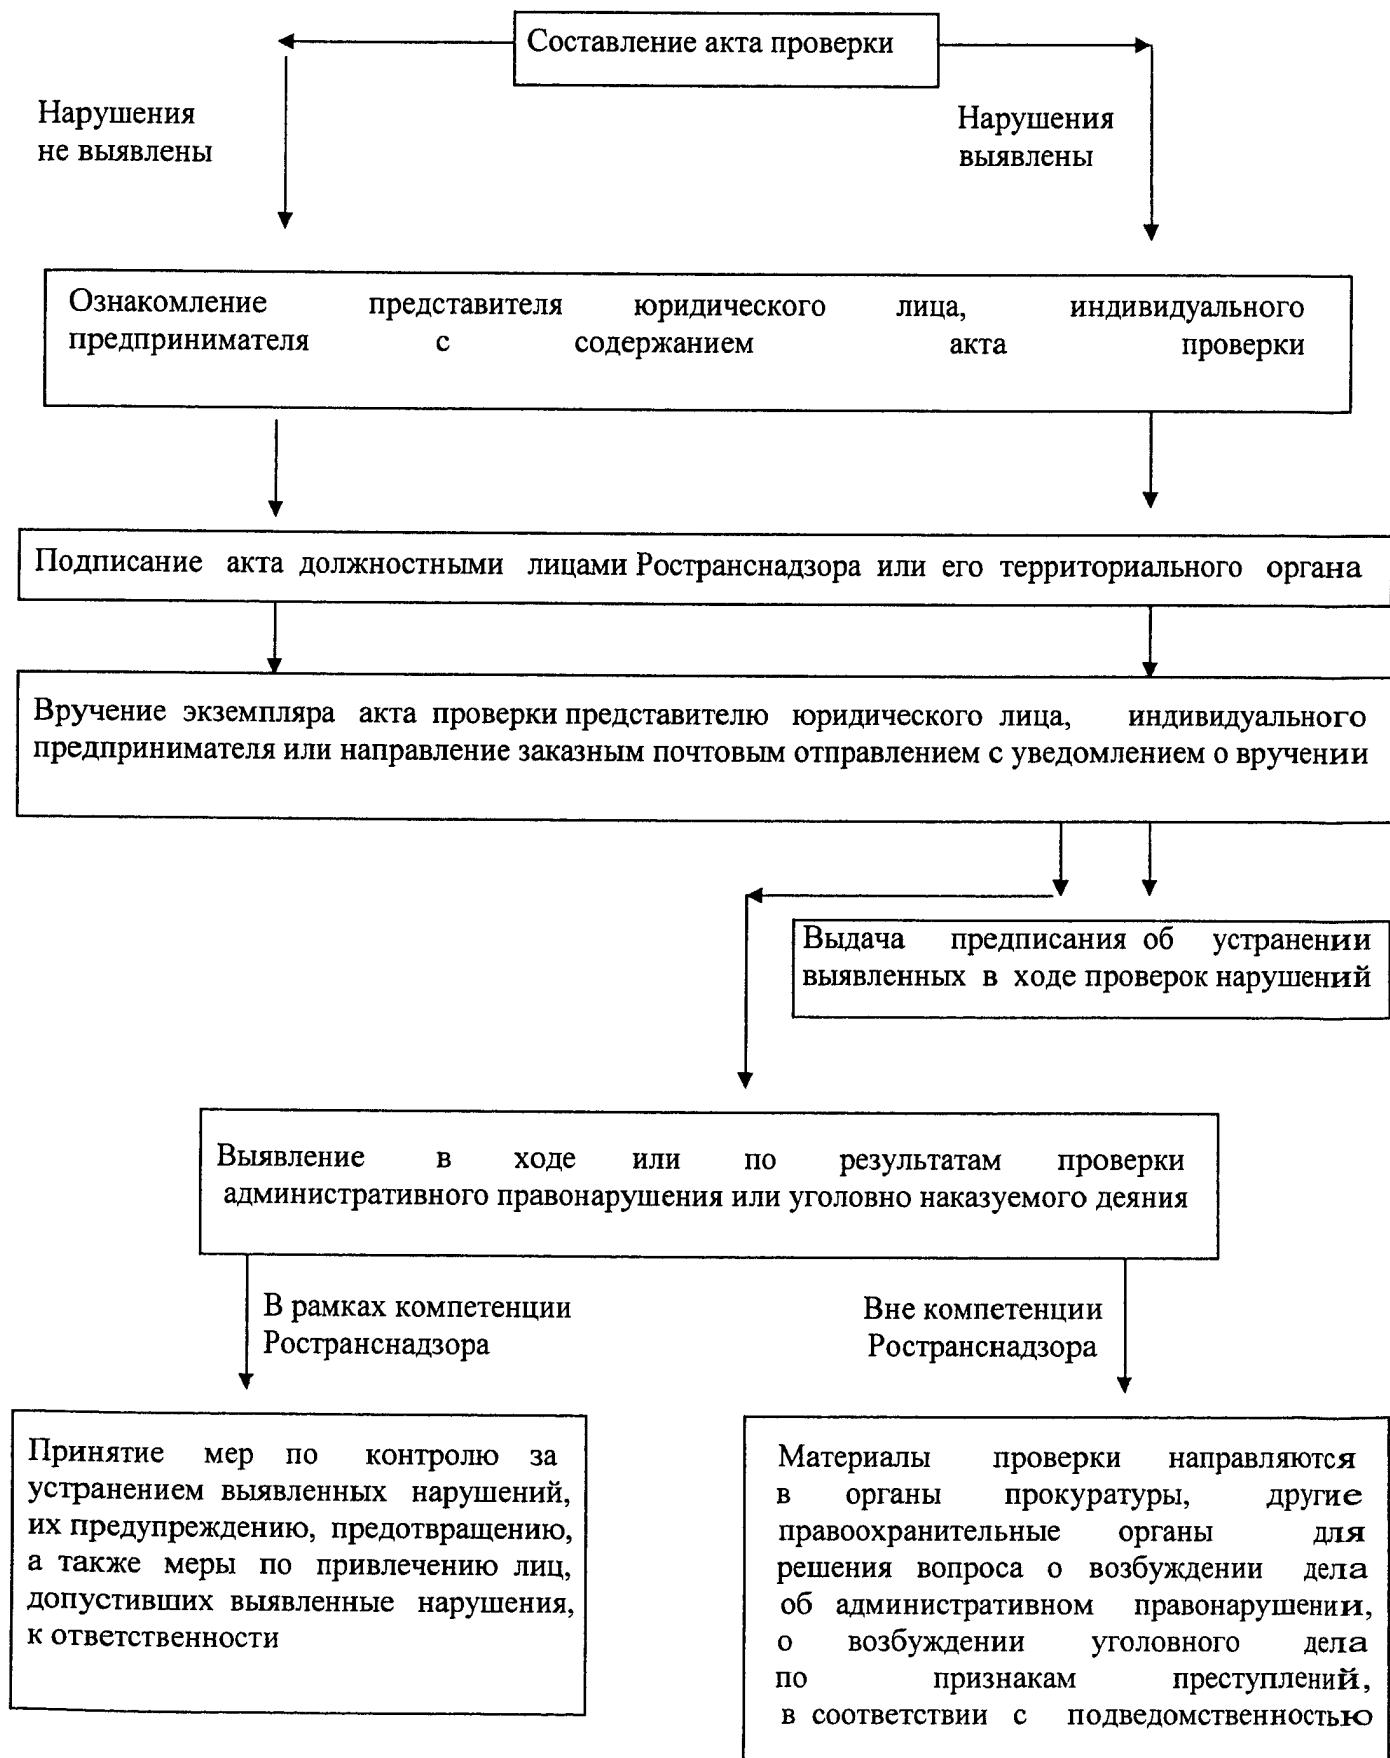 Составление акта проверки
Нарушения
не выявлены
Нарушения
выявлены
Ознакомление представителя юридического лица, индивидуального
предпринимателя с содержанием акта проверки
Подписание акта должностными лицами Ространснадзора или его территориального органа
Вручение экземпляра акта проверки представителю юридического лица, индивидуального
предпринимателя или направление заказным почтовым отправлением с уведомлением о вручении
Выдача предписания об устранении
выявленных в ходе проверок нарушений
Выявление в ходе или по результатам проверки
административного правонарушения или уголовно наказуемого деяния
В рамках компетенции
Ространснадзора
Вне компетенции
Ространснадзора
Принятие мер по контролю за
устранением выявленных нарушений,
их предупреждению, предотвращению,
а также меры по привлечению лиц,
допустивших выявленные нарушения,
к ответственности
Материалы проверки направляются
в органы прокуратуры, другие
правоохранительные органы для
решения вопроса о возбуждении дела
об административном правонарушении,
о возбуждении уголовного дела
по признакам преступлений,
в соответствии с подведомственностью